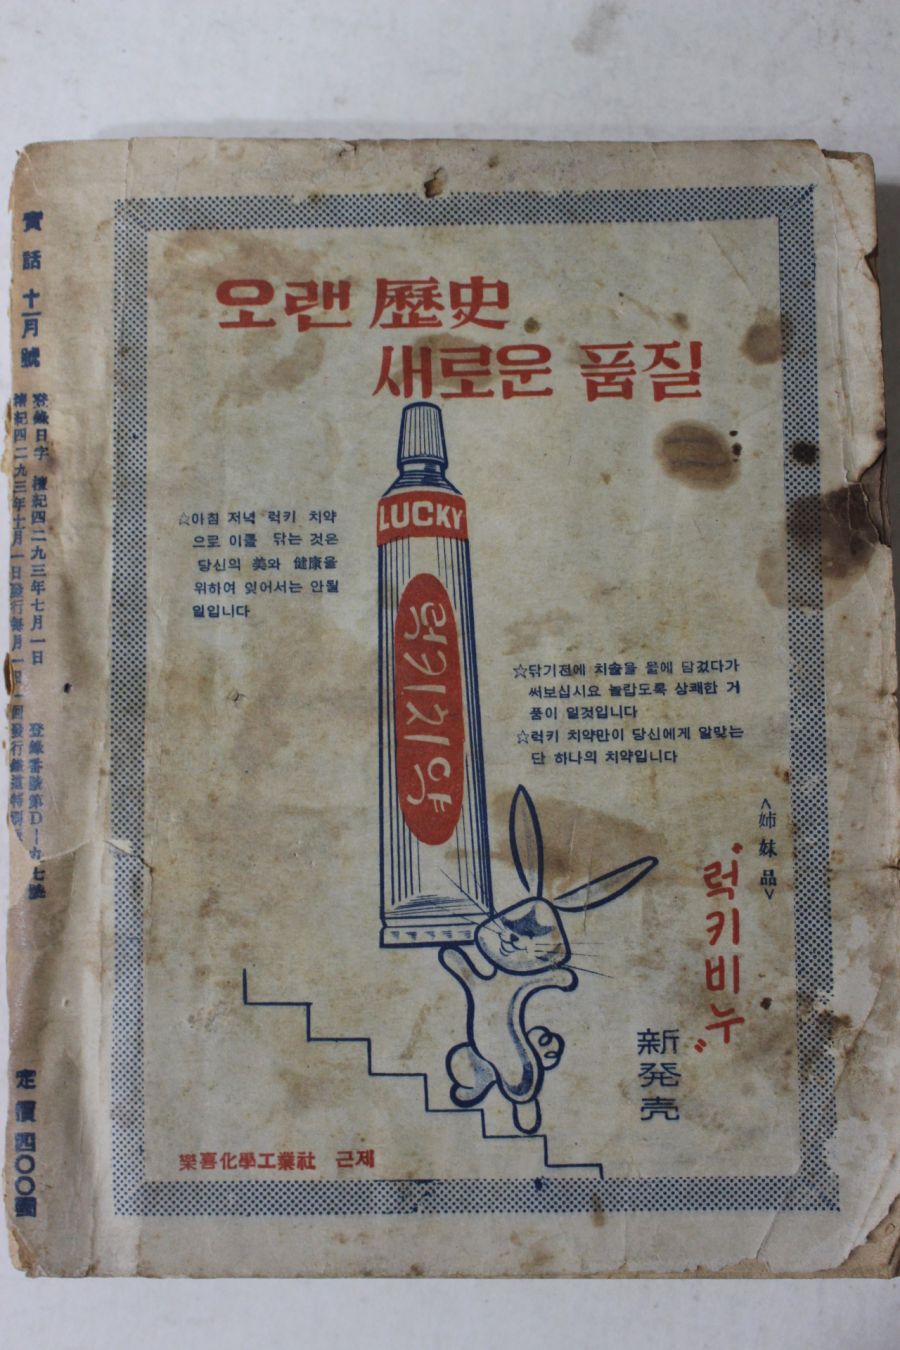 오랜 歷史
새로운 품질
LUCKY
럭키치약
☆아침 저녁 럭키 치약
으로 이를 닦는 것은
당신의 美와 健康을
위하여 잊어서는 안될
일입니다
☆닦기전에 치솔을 물에 담겄다가
써보십시요 놀랍도록 상쾌한 거
품이 일것입니다
☆럭키 치약만이 당신에게 알맞는
단 하나의 치약입니다
<姉妹品>
"럭키비누"
新発売
樂喜化學工業社 근제
實話 十一月號
登錄日字 檀紀四二九三年七月一日 登錄番號第D
檀紀四二九三年十一月一日發行每月一回一日發行
定價 四〇〇圜